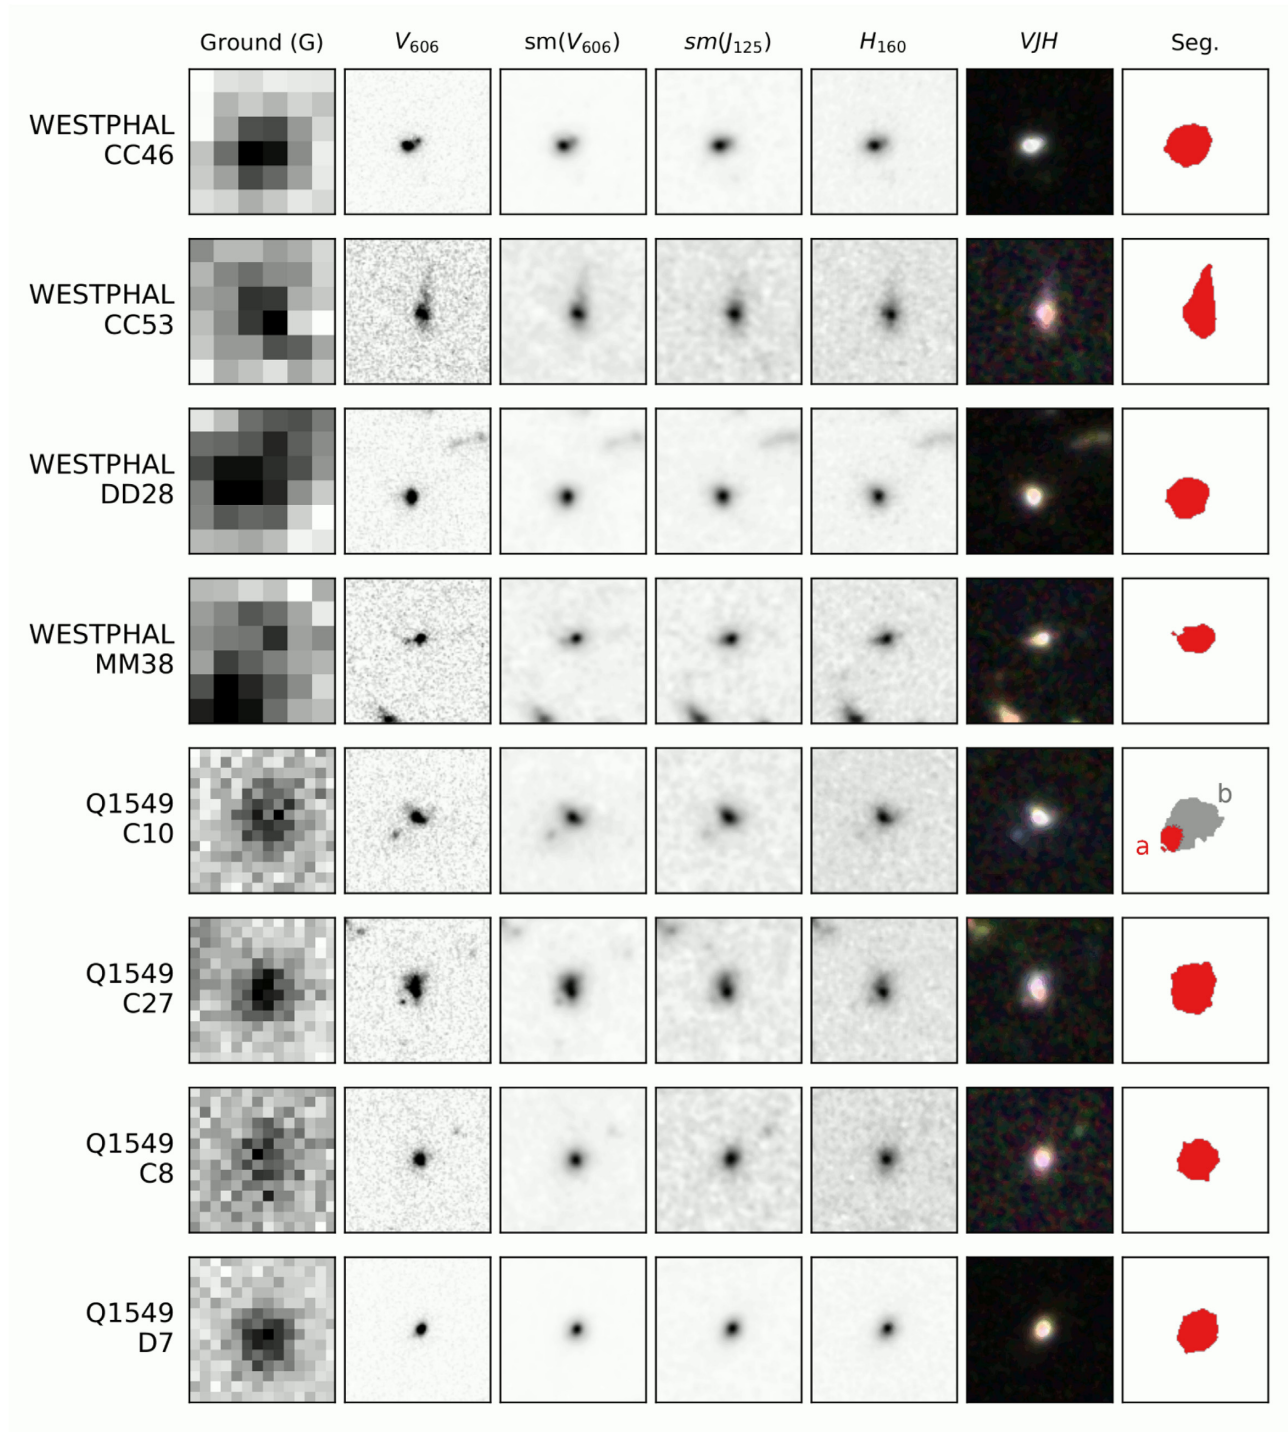 Ground (G) V₆₀₆ sm(V₆₀₆) sm(J₁₂₅) H₁₆₀ VJH Seg.
WESTPHAL
CC46
WESTPHAL
CC53
WESTPHAL
DD28
WESTPHAL
MM38
Q1549
C10
b
a
Q1549
C27
Q1549
C8
Q1549
D7